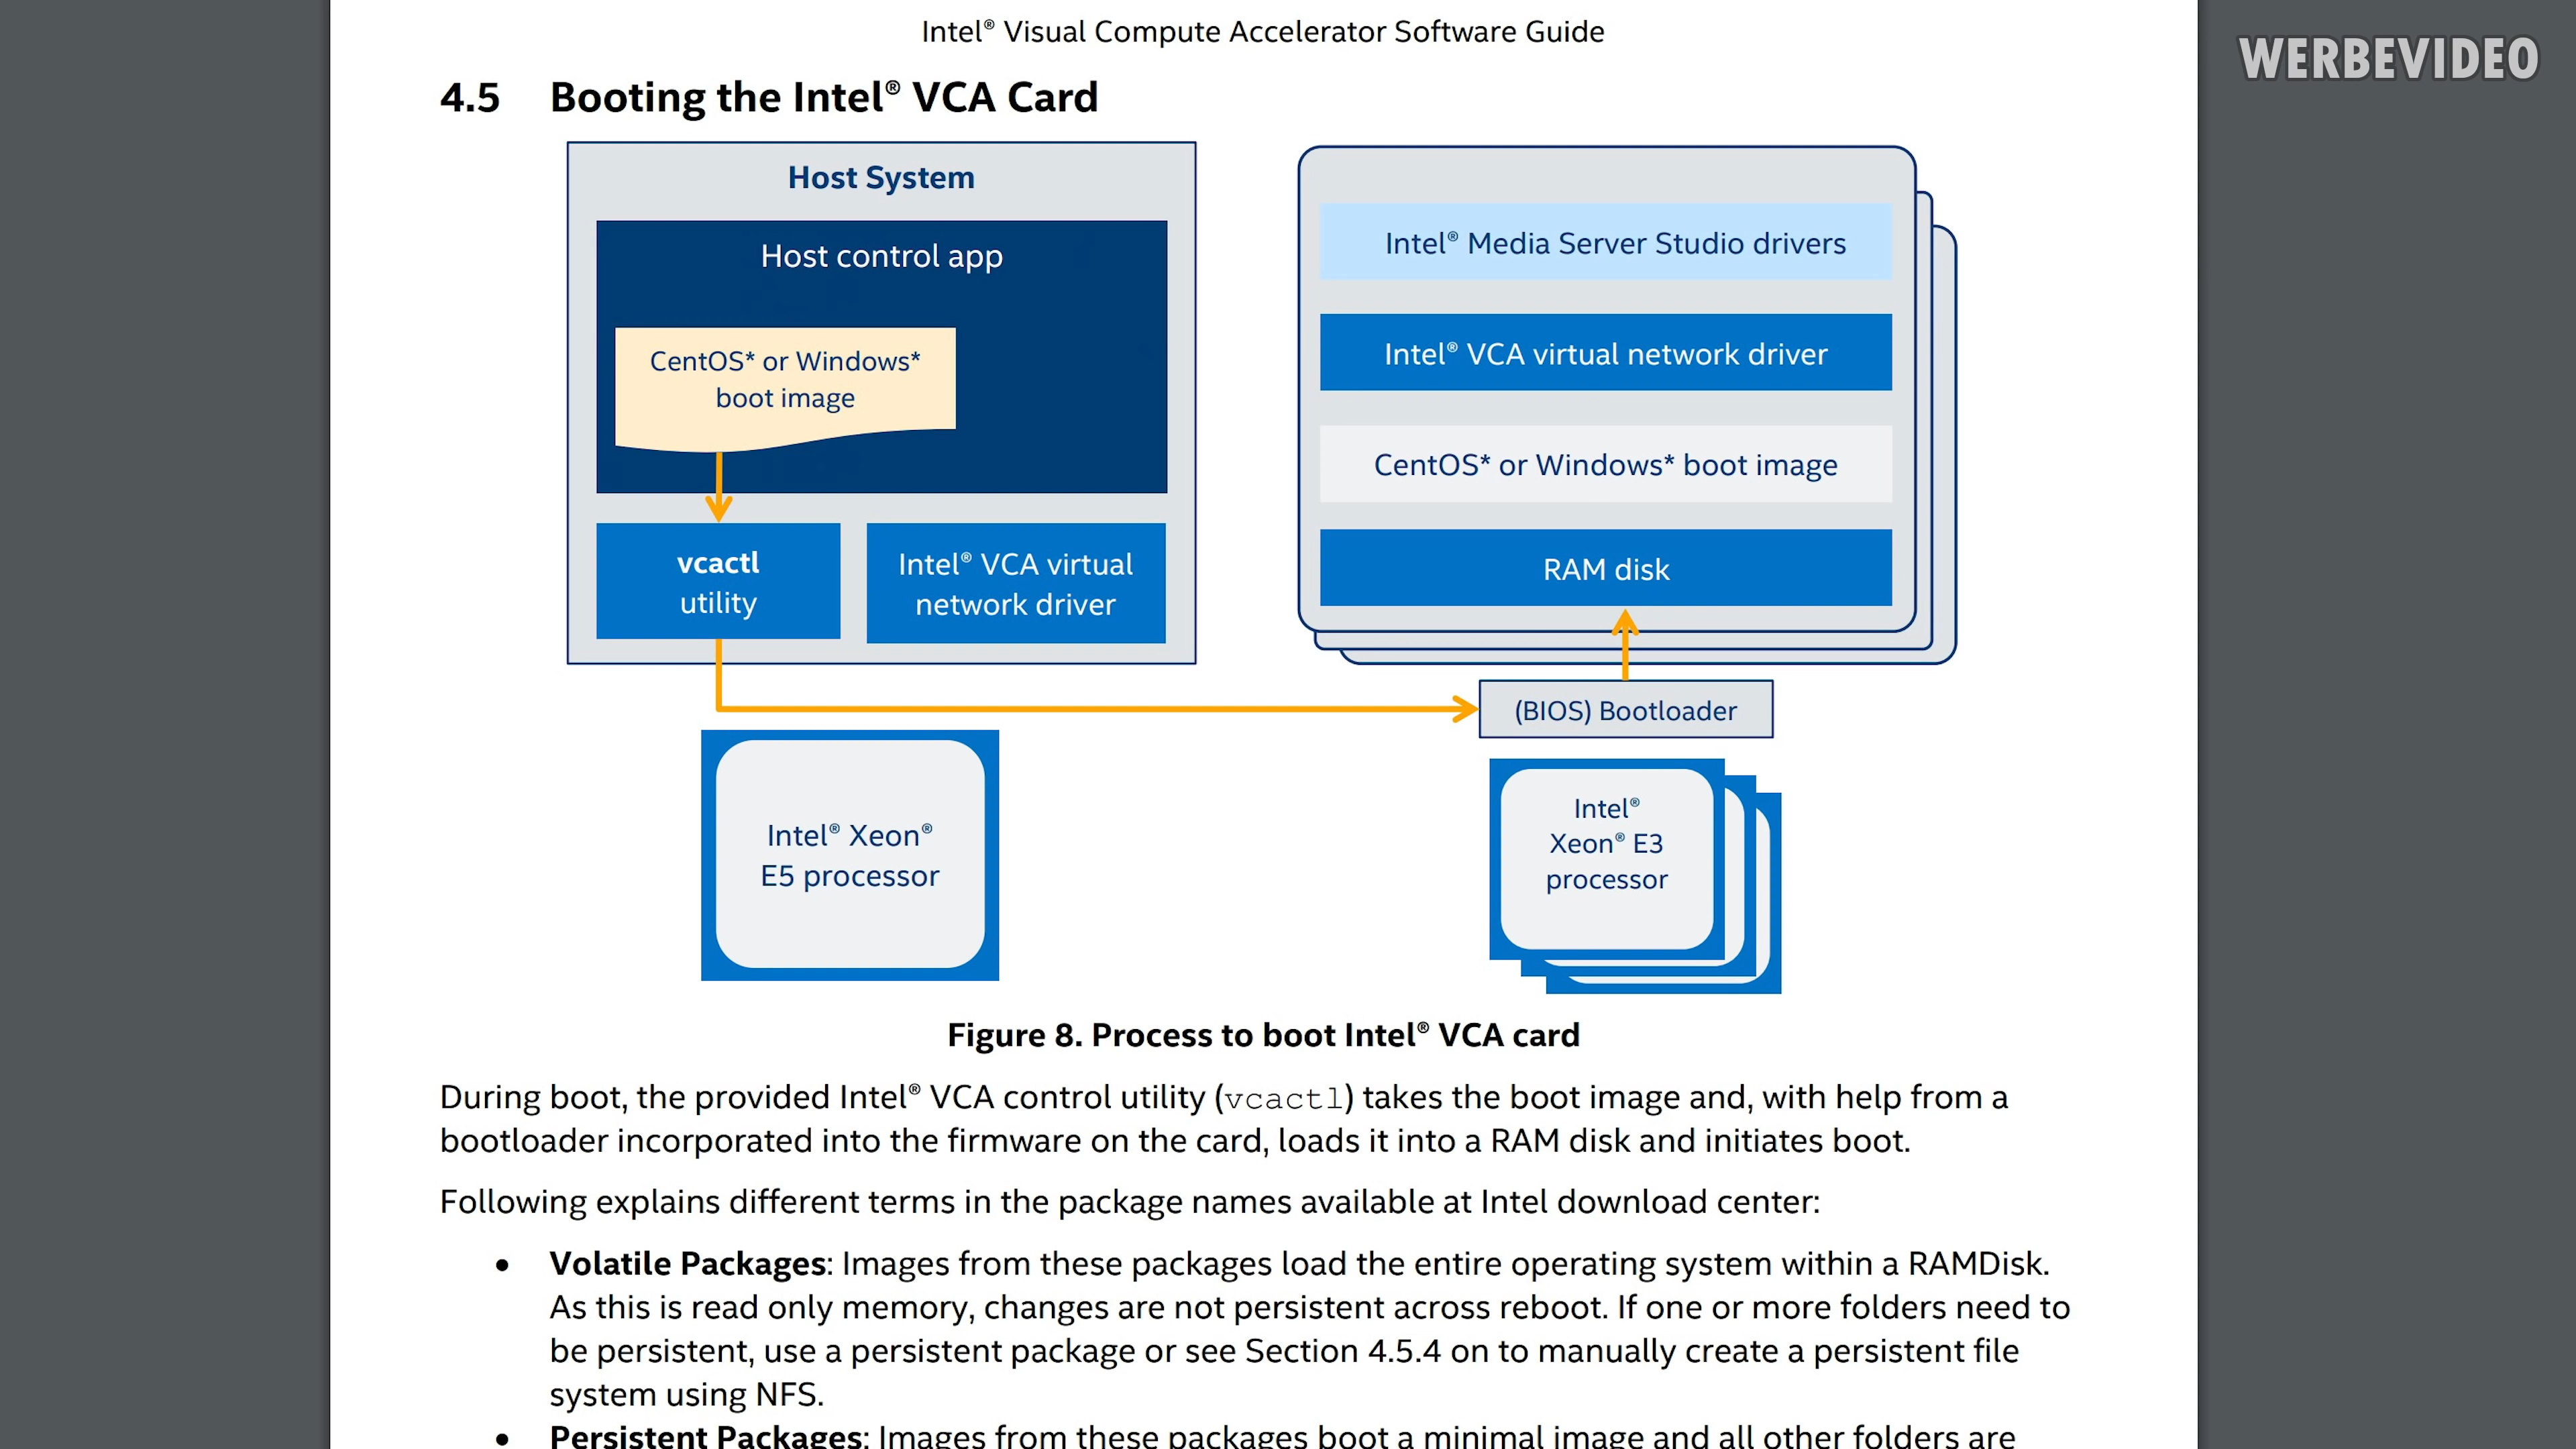 Intel® Visual Compute Accelerator Software Guide
WERBEVIDEO
4.5 Booting the Intel® VCA Card
Host System
Host control app
CentOS* or Windows*
boot image
vcactl
utility
Intel® VCA virtual
network driver
Intel® Media Server Studio drivers
Intel® VCA virtual network driver
CentOS* or Windows* boot image
RAM disk
(BIOS) Bootloader
Intel® Xeon®
E5 processor
Intel®
Xeon® E3
processor
Figure 8. Process to boot Intel® VCA card
During boot, the provided Intel® VCA control utility (vcactl) takes the boot image and, with help from a
bootloader incorporated into the firmware on the card, loads it into a RAM disk and initiates boot.
Following explains different terms in the package names available at Intel download center:
• Volatile Packages: Images from these packages load the entire operating system within a RAMDisk.
As this is read only memory, changes are not persistent across reboot. If one or more folders need to
be persistent, use a persistent package or see Section 4.5.4 on to manually create a persistent file
system using NFS.
• Persistent Packages: Images from these packages boot a minimal image and all other folders are